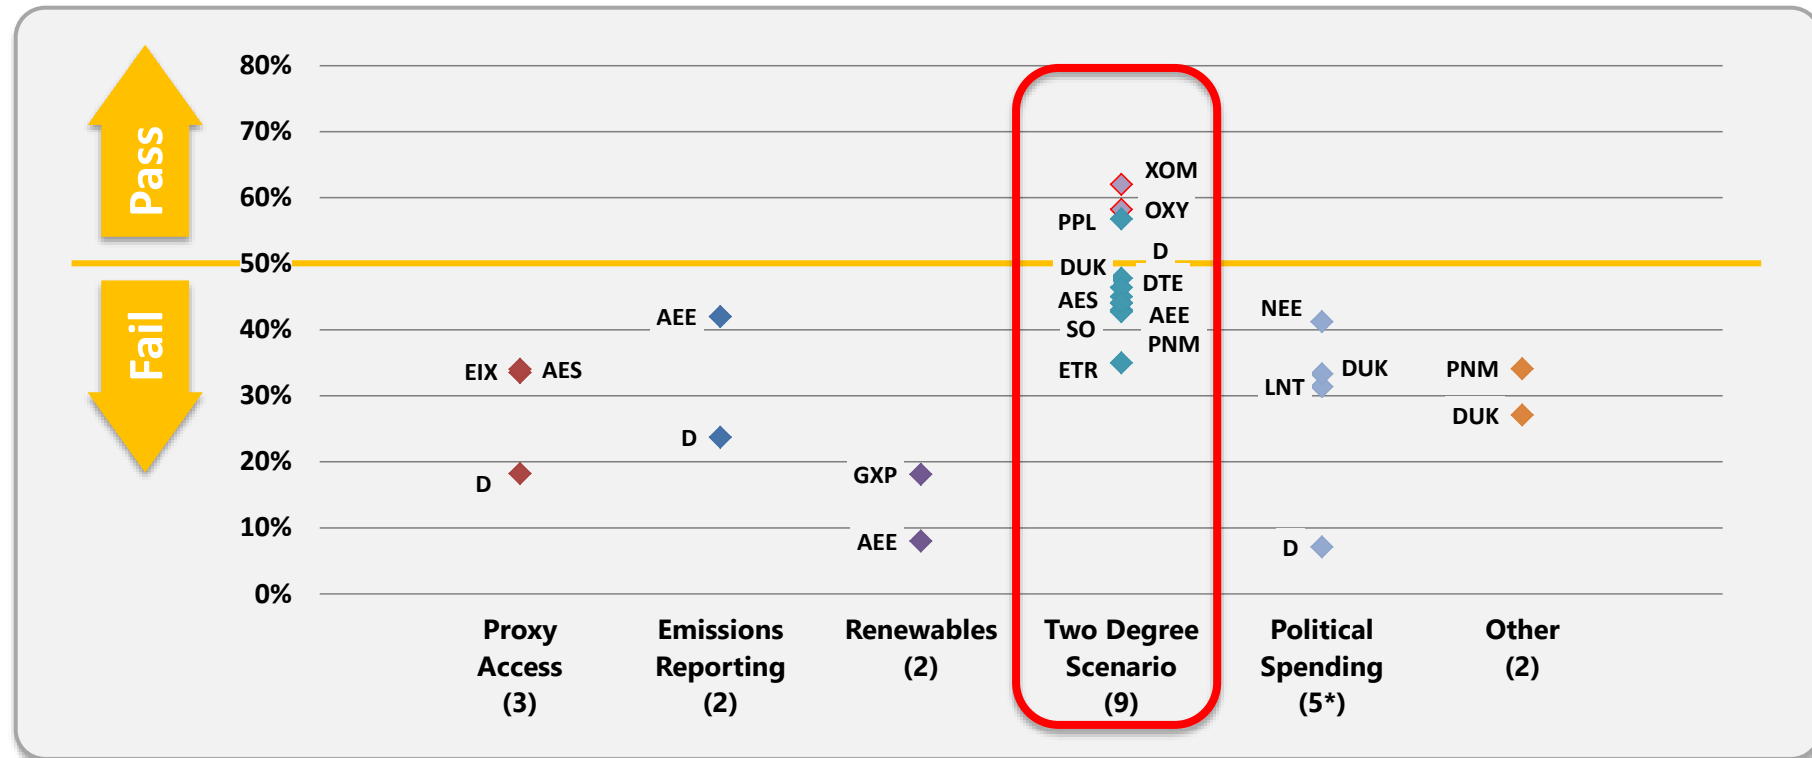 Pass
Fail
80%
70%
60%
50%
40%
30%
20%
10%
0%
EIX
AES
D
AEE
D
GXP
AEE
XOM
OXY
PPL
D
DUK
DTE
AES
AEE
SO
PNM
ETR
NEE
DUK
LNT
D
PNM
DUK
Proxy
Access
(3)
Emissions
Reporting
(2)
Renewables
(2)
Two Degree
Scenario
(9)
Political
Spending
(5*)
Other
(2)